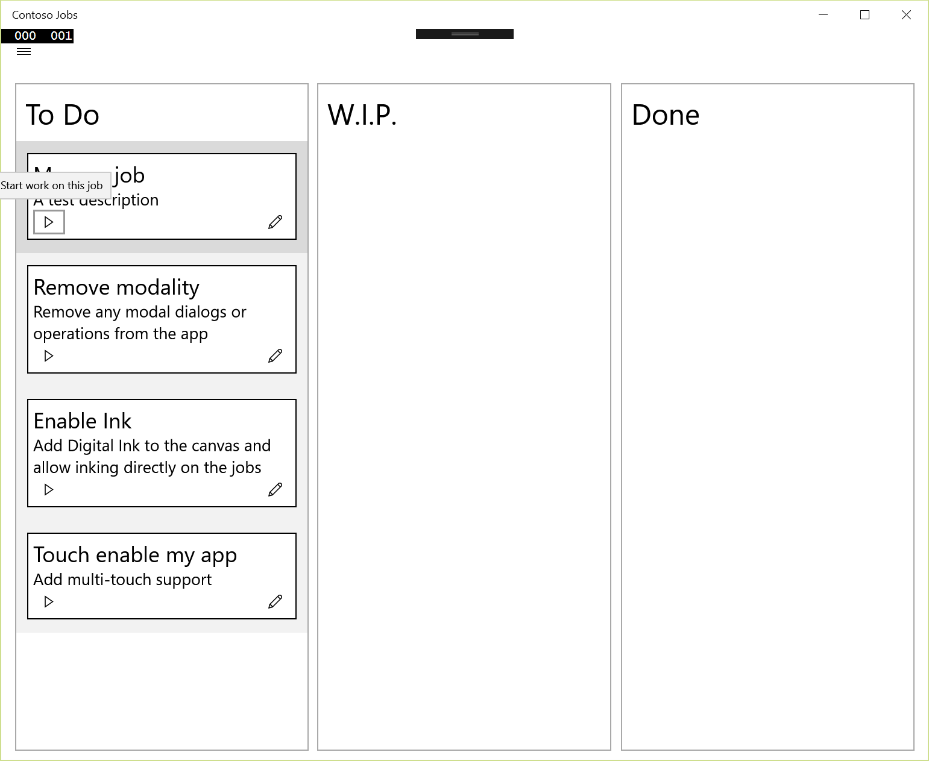 Contoso Jobs
000 001
To Do
job
Start work on this job
A test description
Remove modality
Remove any modal dialogs or
operations from the app
Enable Ink
Add Digital Ink to the canvas and
allow inking directly on the jobs
Touch enable my app
Add multi-touch support
W.I.P.
Done